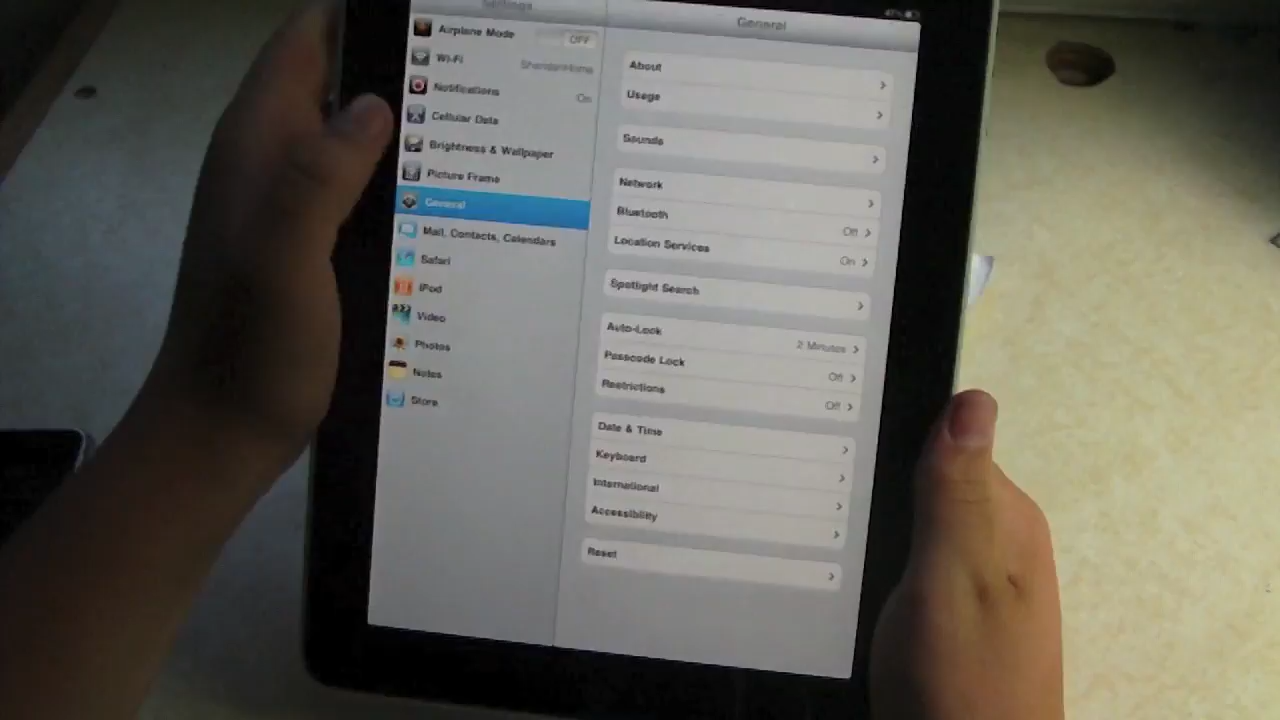 Settings
General
Airplane Mode OFF
Wi-Fi
Notifications On
Cellular Data
Brightness & Wallpaper
Picture Frame
General
Mail, Contacts, Calendars
Safari
iPod
Video
Photos
Notes
Store
About
Usage
Sounds
Network
Bluetooth Off
Location Services On
Spotlight Search
Auto-Lock 2 Minutes
Passcode Lock Off
Restrictions Off
Date & Time
Keyboard
International
Accessibility
Reset